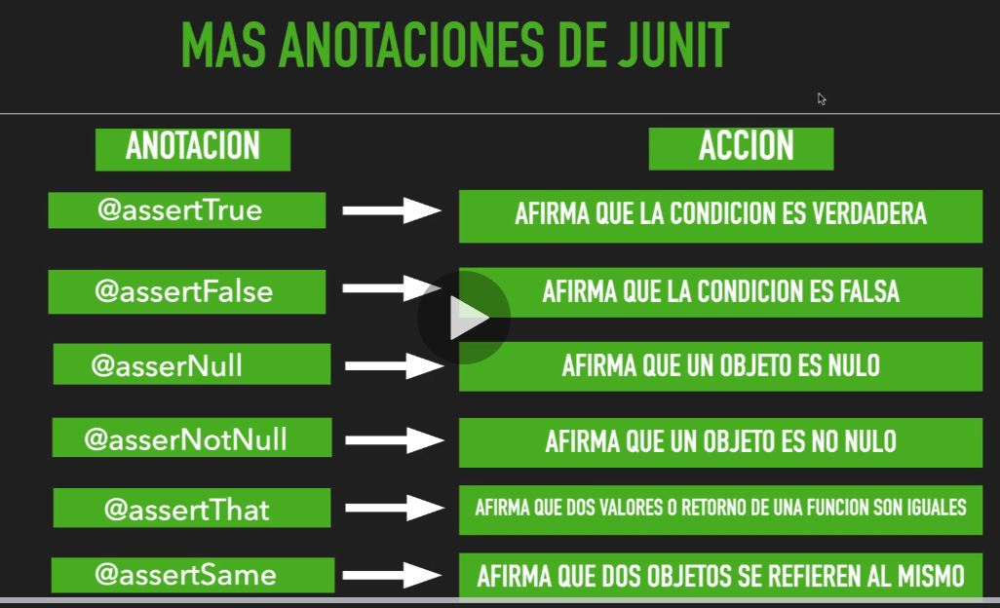 MAS ANOTACIONES DE JUNIT
ANOTACION
ACCION
@assertTrue
AFIRMA QUE LA CONDICION ES VERDADERA
@assertFalse
AFIRMA QUE LA CONDICION ES FALSA
@asserNull
AFIRMA QUE UN OBJETO ES NULO
@asserNotNull
AFIRMA QUE UN OBJETO ES NO NULO
@assertThat
AFIRMA QUE DOS VALORES O RETORNO DE UNA FUNCION SON IGUALES
@assertSame
AFIRMA QUE DOS OBJETOS SE REFIEREN AL MISMO